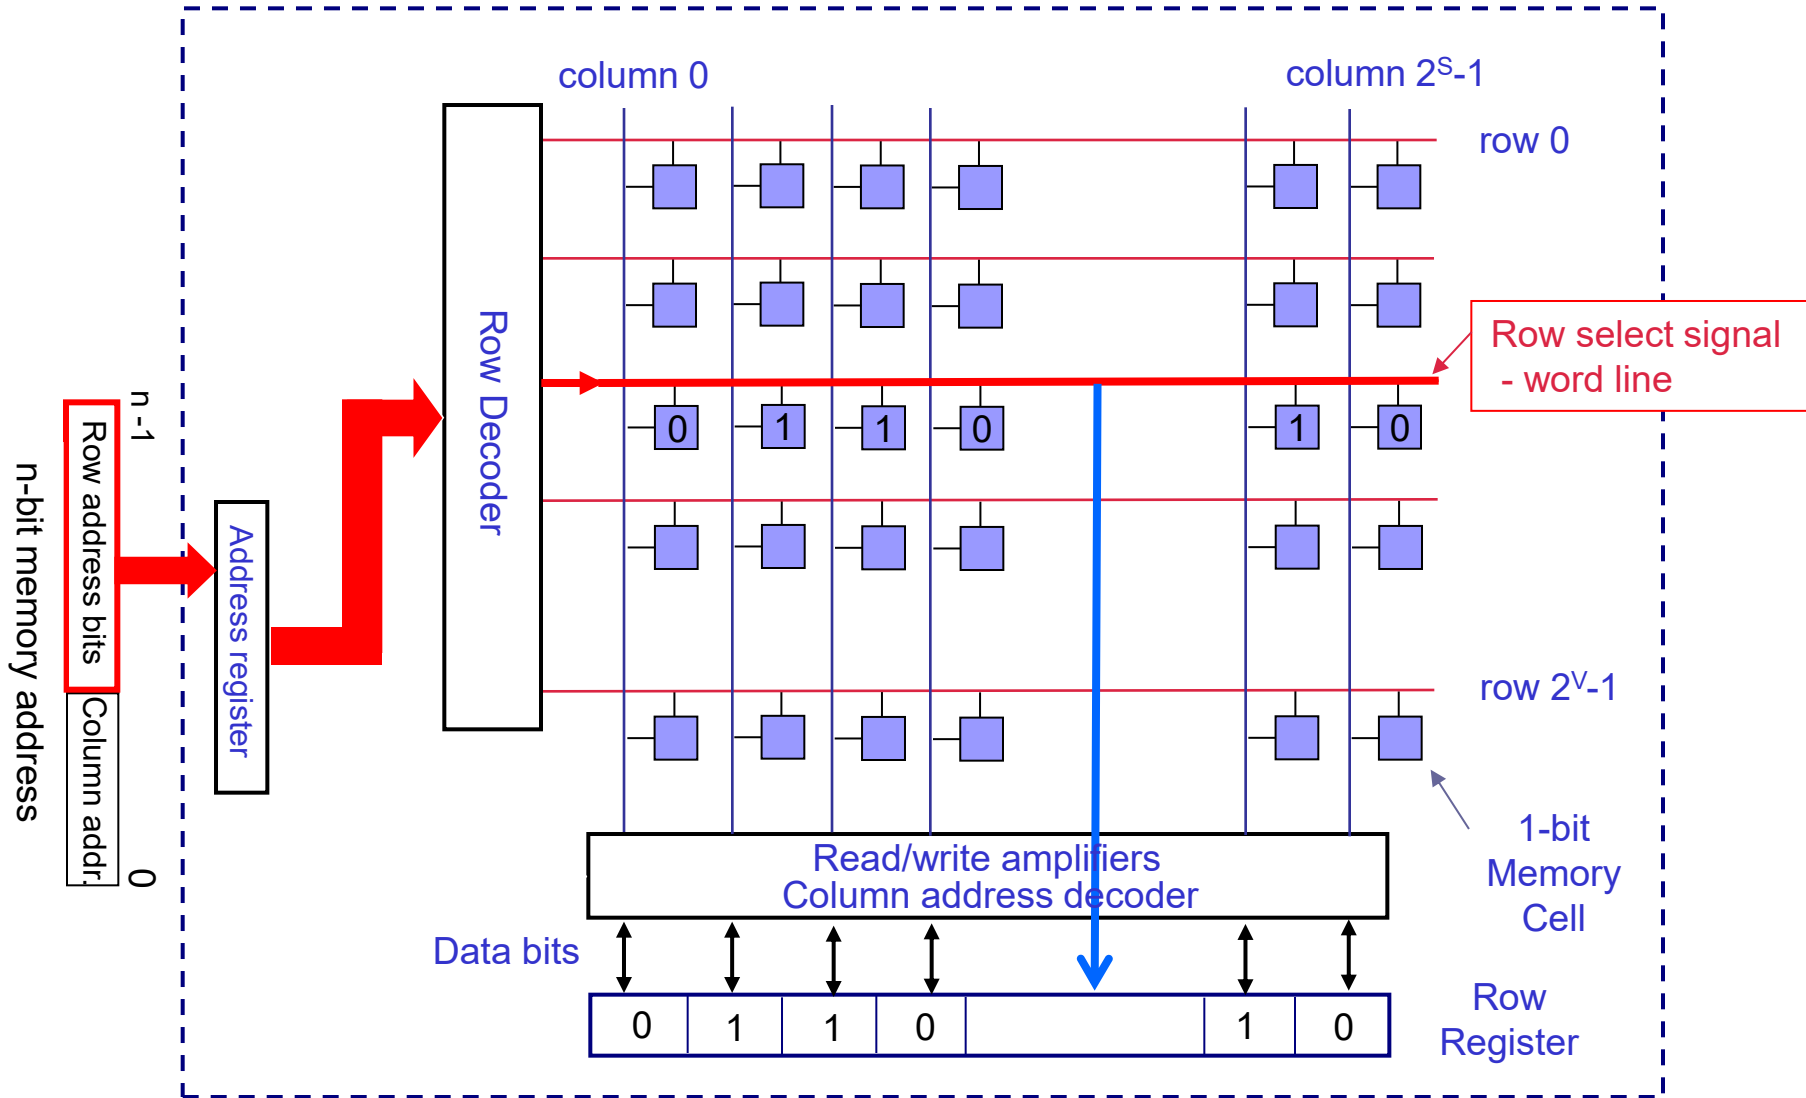 column 0
column 2ˢ-1
row 0
Row Decoder
Row select signal
- word line
n -1
0 1 1 0 1 0
Row address bits
n-bit memory address
Address register
row 2ⱽ-1
Column addr.
0
1-bit
Memory
Cell
Read/write amplifiers
Column address decoder
Data bits
0 1 1 0 1 0
Row
Register